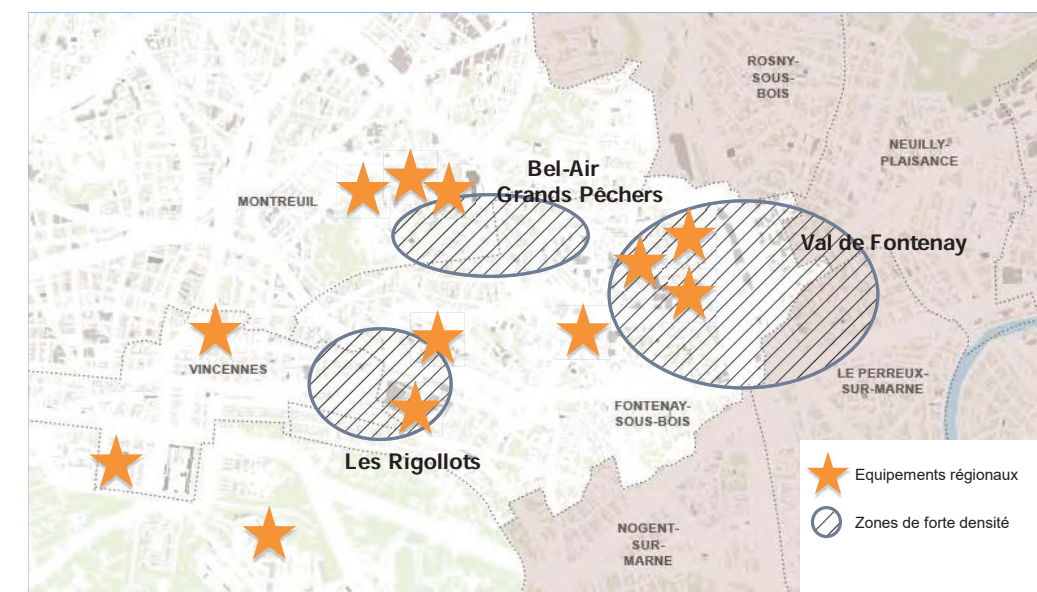 ROSNY-
SOUS-
BOIS
NEUILLY-
PLAISANCE
Bel-Air
Grands Pêchers
MONTREUIL
Val de Fontenay
VINCENNES
LE PERREUX-
SUR-MARNE
FONTENAY-
SOUS-BOIS
Les Rigollots
Equipements régionaux
Zones de forte densité
NOGENT-
SUR-
MARNE